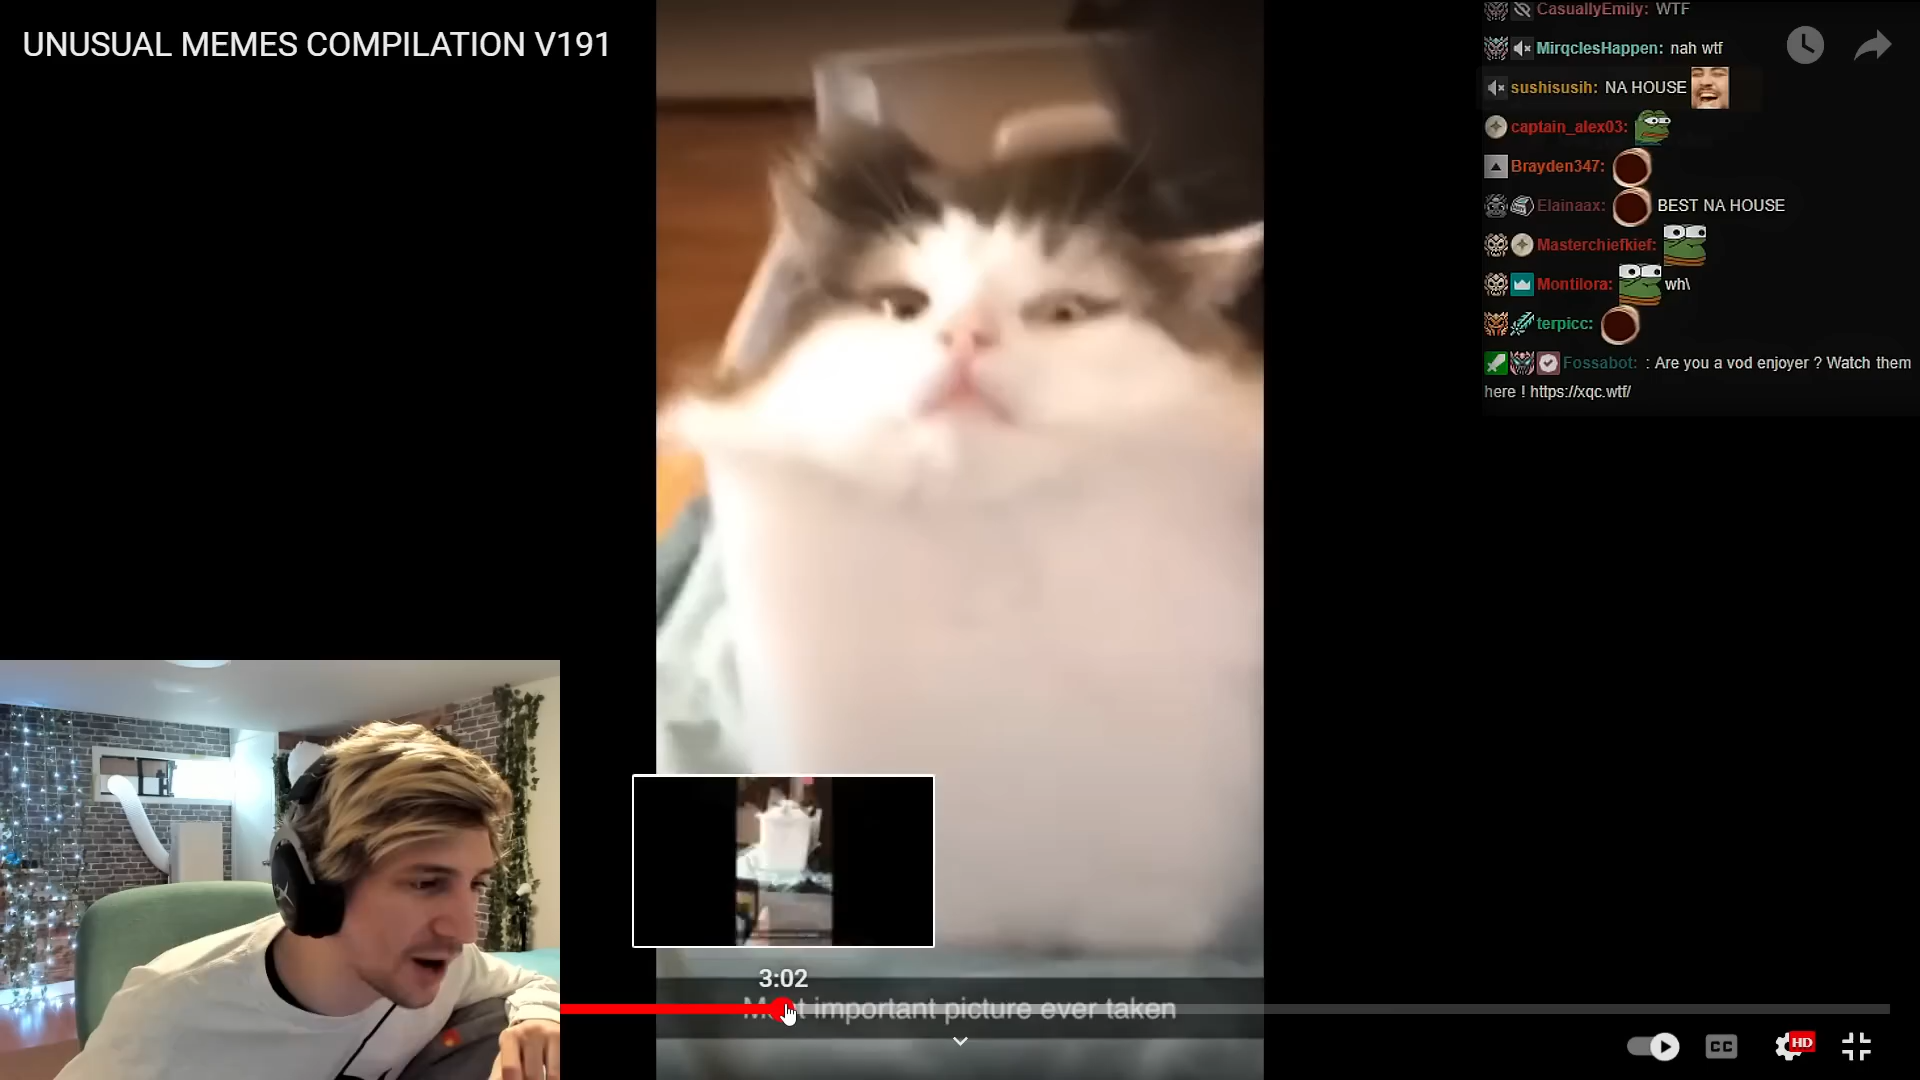 UNUSUAL MEMES COMPILATION V191
CasuallyEmily: WTF
MirqclesHappen: nah wtf
sushisusih: NA HOUSE
captain_alex03:
Brayden347:
Elainaax: BEST NA HOUSE
Masterchiefkief:
Montilora: wh\
terpicc:
Fossabot: : Are you a vod enjoyer ? Watch them
here ! https://xqc.wtf/
3:02
important picture ever taken
CC
HD